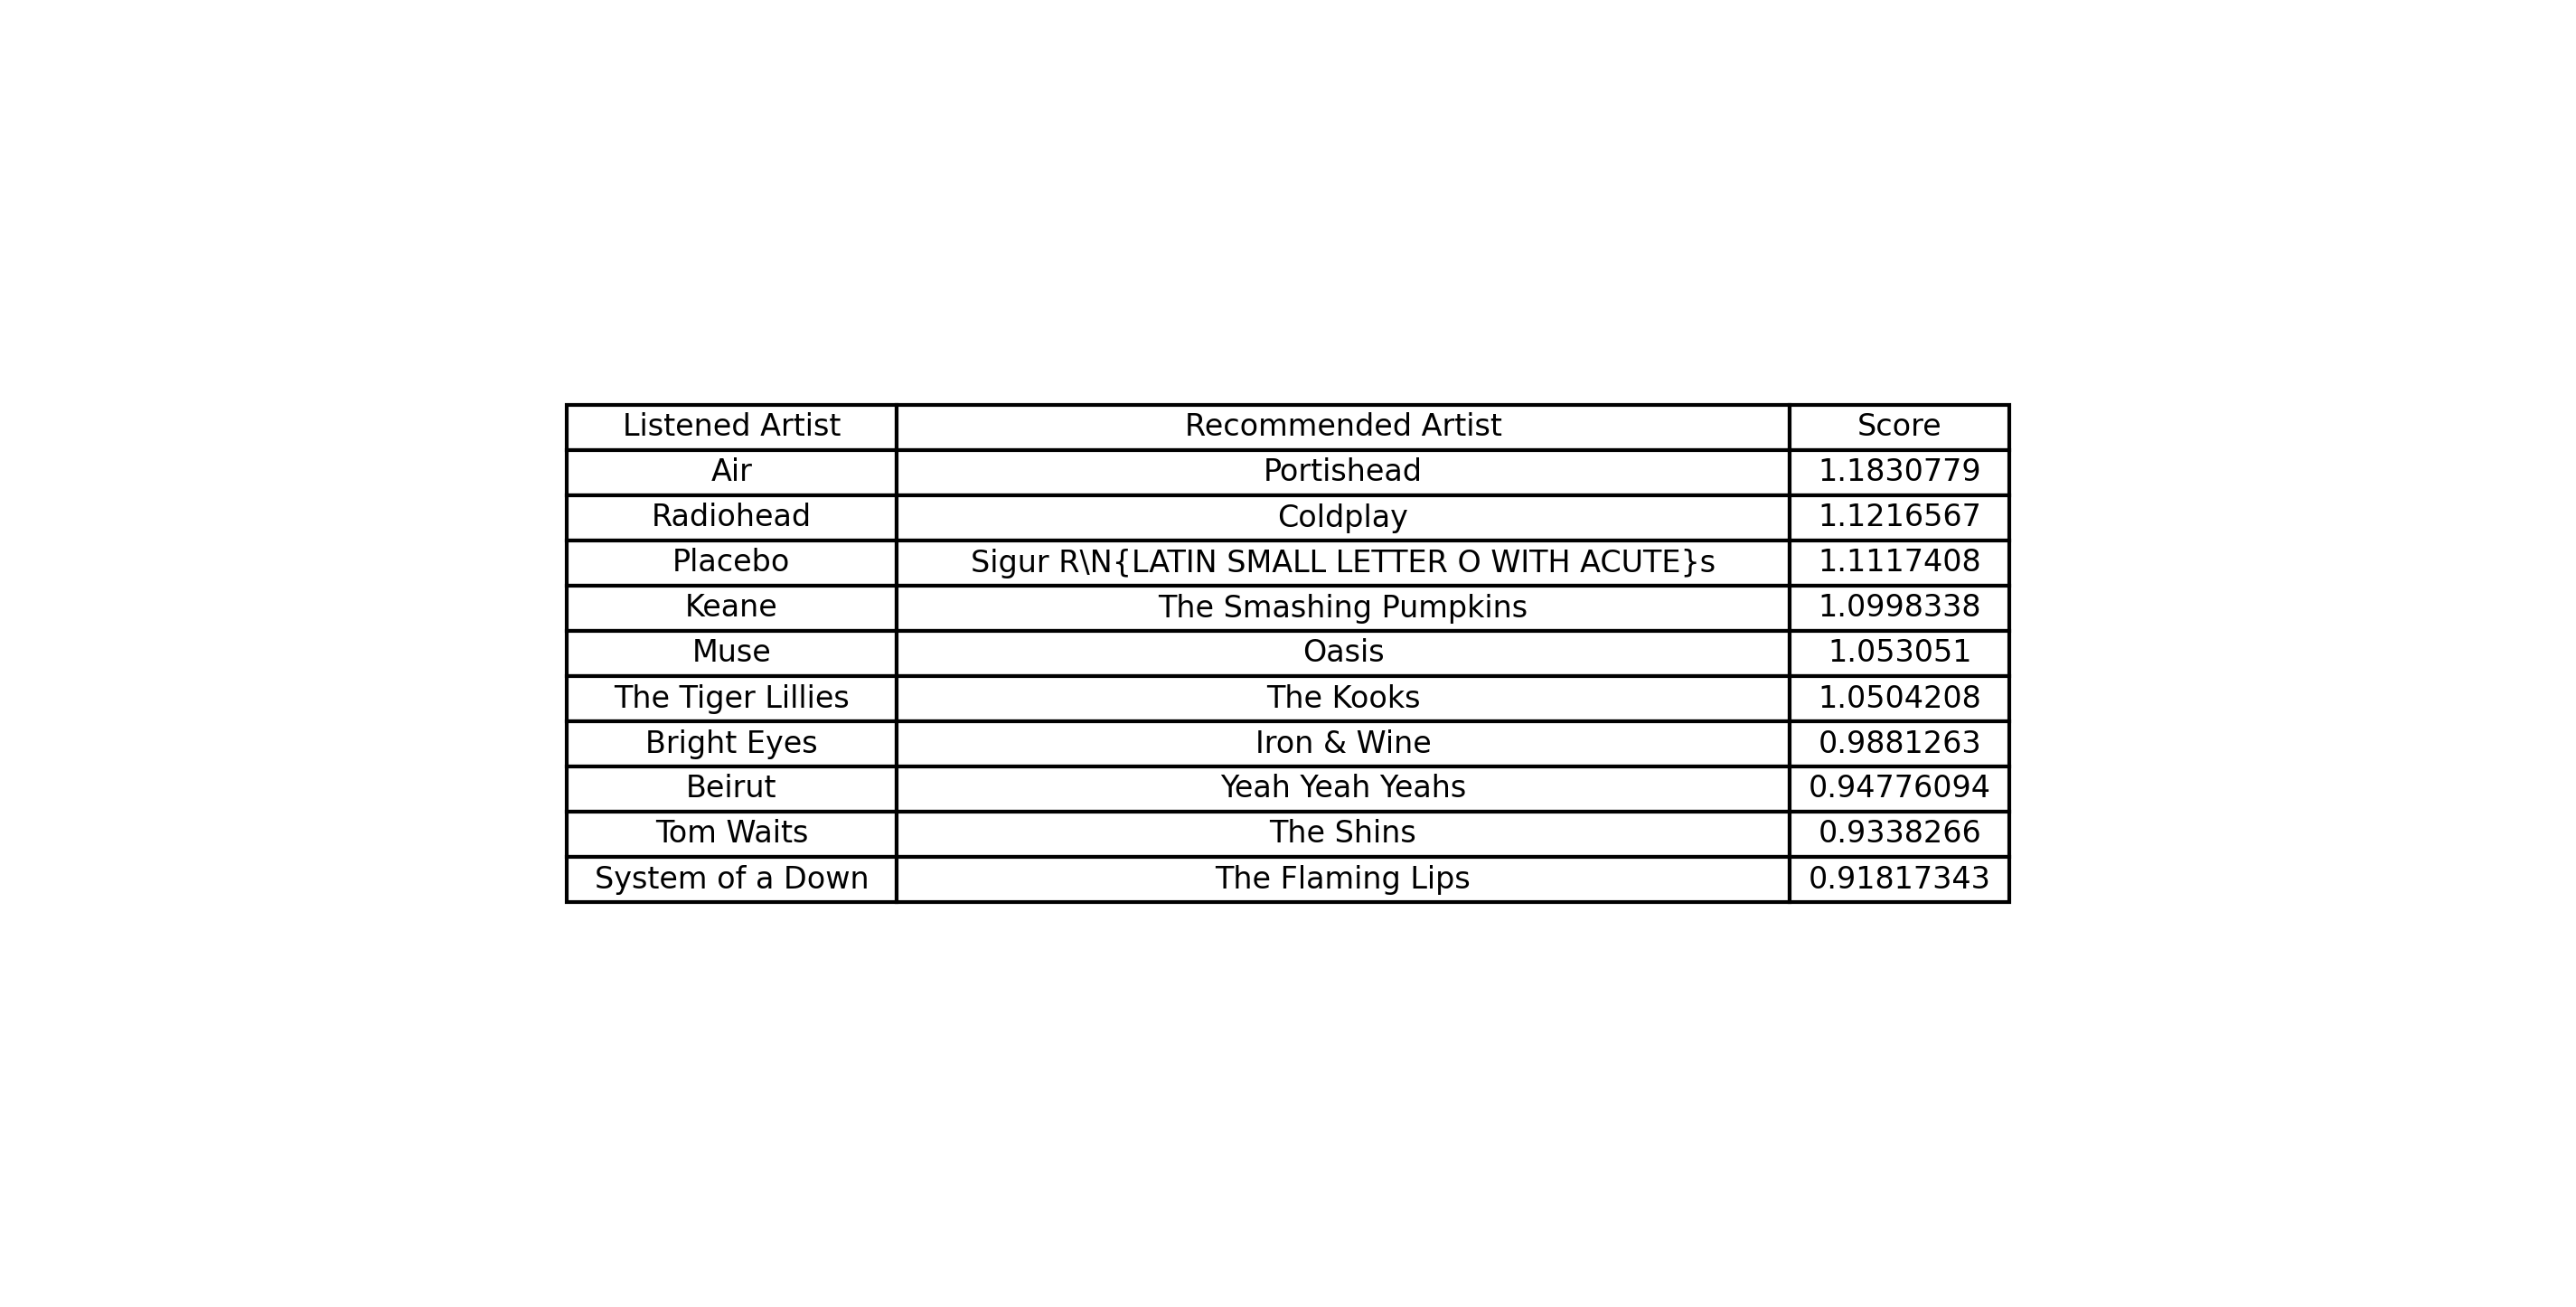 Listened Artist Recommended Artist Score
Air Portishead 1.1830779
Radiohead Coldplay 1.1216567
Placebo Sigur R\N{LATIN SMALL LETTER O WITH ACUTE}s 1.1117408
Keane The Smashing Pumpkins 1.0998338
Muse Oasis 1.053051
The Tiger Lillies The Kooks 1.0504208
Bright Eyes Iron & Wine 0.9881263
Beirut Yeah Yeah Yeahs 0.94776094
Tom Waits The Shins 0.9338266
System of a Down The Flaming Lips 0.91817343